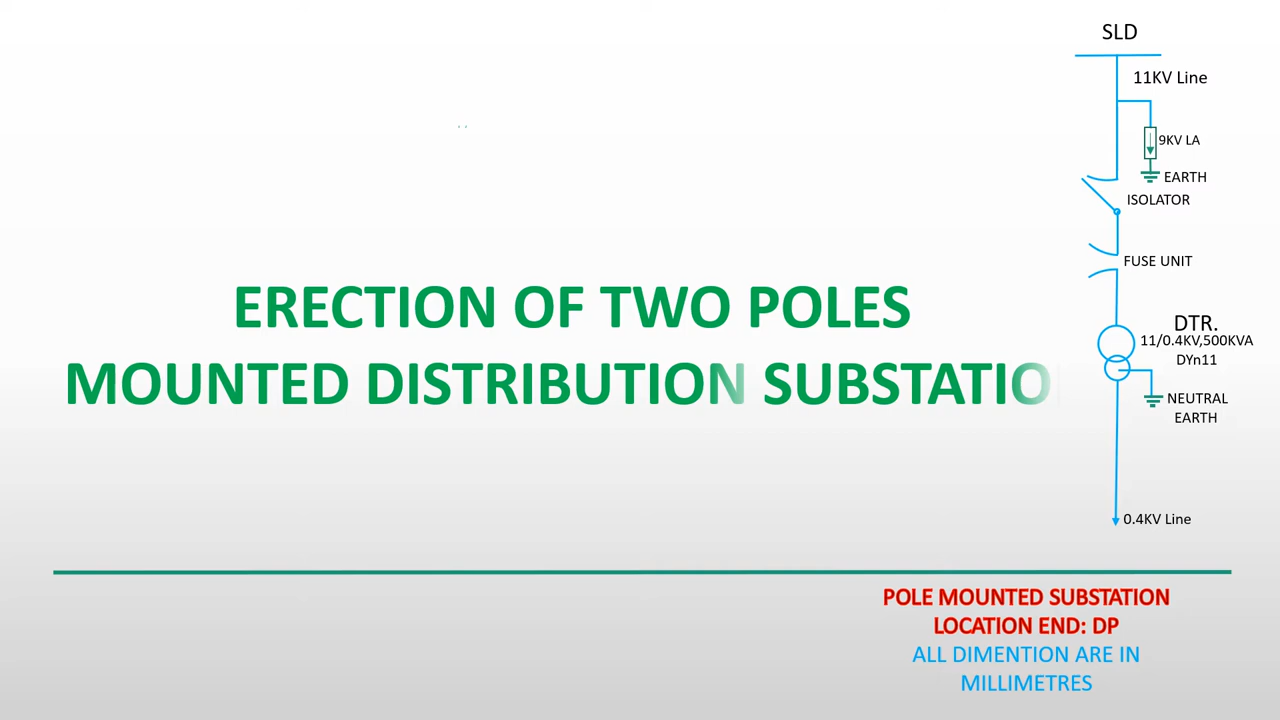 SLD
11KV Line
9KV LA
EARTH
ISOLATOR
FUSE UNIT
ERECTION OF TWO POLES
MOUNTED DISTRIBUTION SUBSTATIO
DTR.
11/0.4KV,500KVA
DYn11
NEUTRAL
EARTH
0.4KV Line
POLE MOUNTED SUBSTATION
LOCATION END: DP
ALL DIMENTION ARE IN
MILLIMETRES